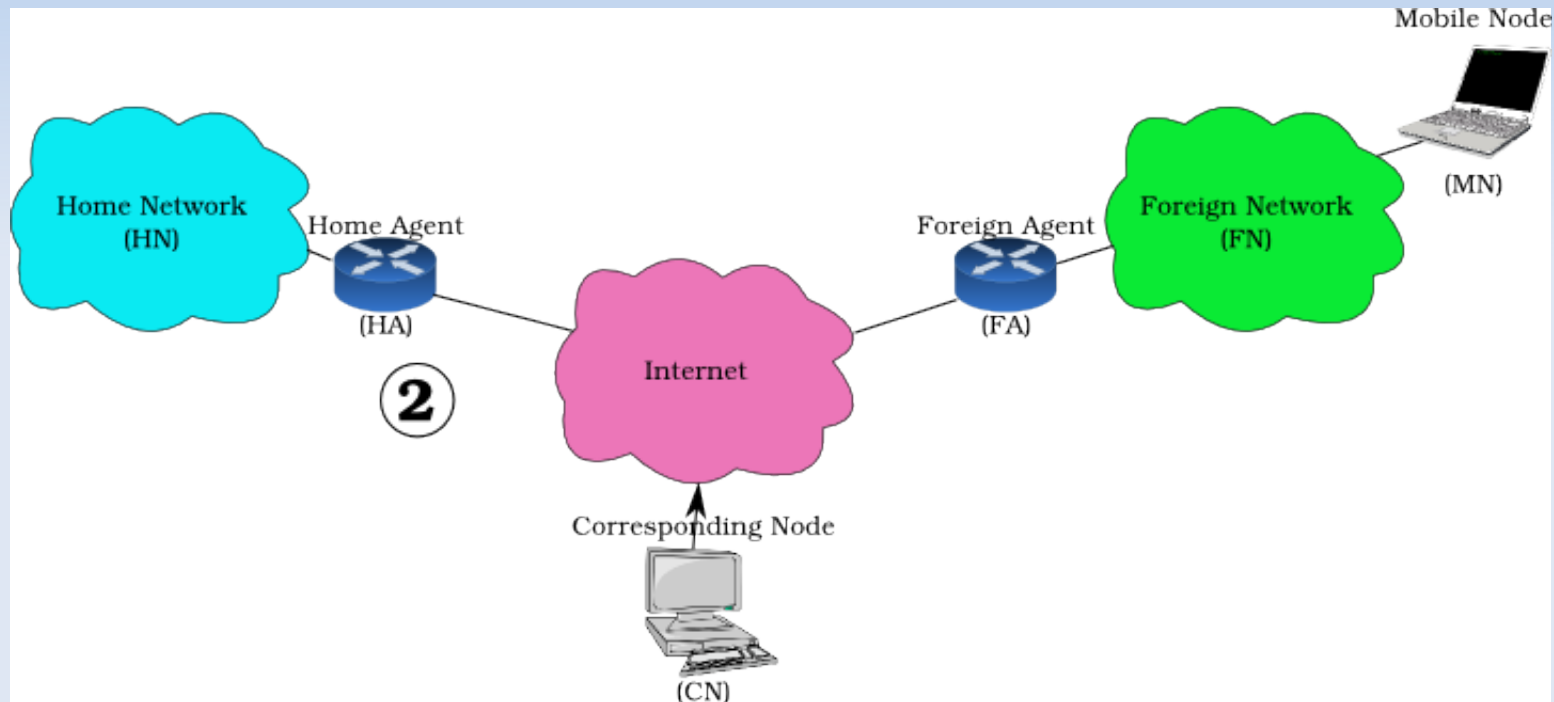 Mobile Node
(MN)
Home Network
(HN)
Home Agent
(HA)
Foreign Agent
(FA)
Foreign Network
(FN)
2
Internet
Corresponding Node
(CN)